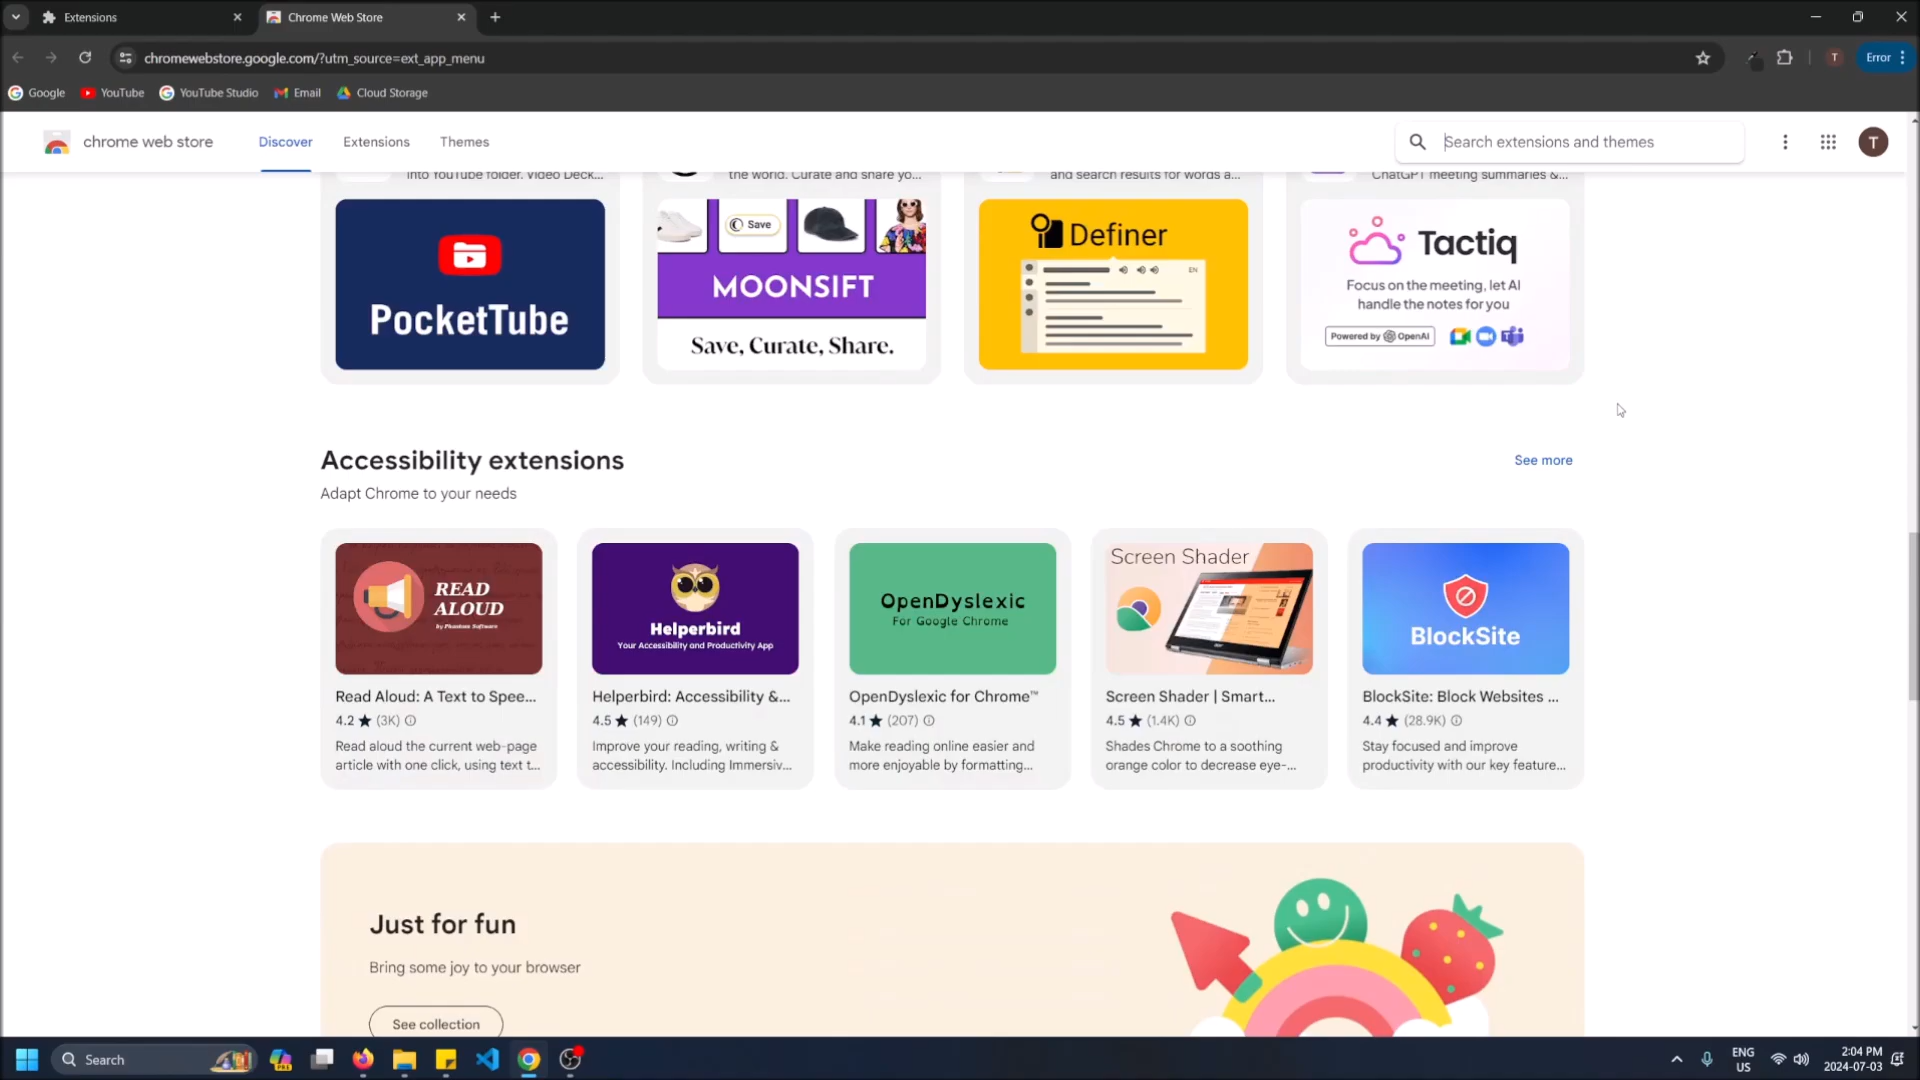 Extensions
Chrome Web Store
chromewebstore.google.com/?utm_source=ext_app_menu
T
Error
Google
YouTube
YouTube Studio
Email
Cloud Storage
chrome web store
Discover
Extensions
Themes
Search extensions and themes
T
into YouTube folder. Video Deck...
the world. Curate and share yo...
and search results for words a...
ChatGPT meeting summaries &...
PocketTube
Save
MOONSIFT
Save, Curate, Share.
Definer
EN
Tactiq
Focus on the meeting, let AI
handle the notes for you
Powered by OpenAI
Accessibility extensions
See more
Adapt Chrome to your needs
READ
ALOUD
by Phantom Software
Read Aloud: A Text to Spee...
4.2 ★ (3K)
Read aloud the current web-page
article with one click, using text t...
Helperbird
Your Accessibility and Productivity App
Helperbird: Accessibility &...
4.5 ★ (149)
Improve your reading, writing &
accessibility. Including Immersiv...
OpenDyslexic
For Google Chrome
OpenDyslexic for Chrome™
4.1 ★ (207)
Make reading online easier and
more enjoyable by formatting...
Screen Shader
Screen Shader | Smart...
4.5 ★ (1.4K)
Shades Chrome to a soothing
orange color to decrease eye-...
BlockSite
BlockSite: Block Websites ...
4.4 ★ (28.9K)
Stay focused and improve
productivity with our key feature...
Just for fun
Bring some joy to your browser
See collection
Search
ENG
US
2:04 PM
2024-07-03